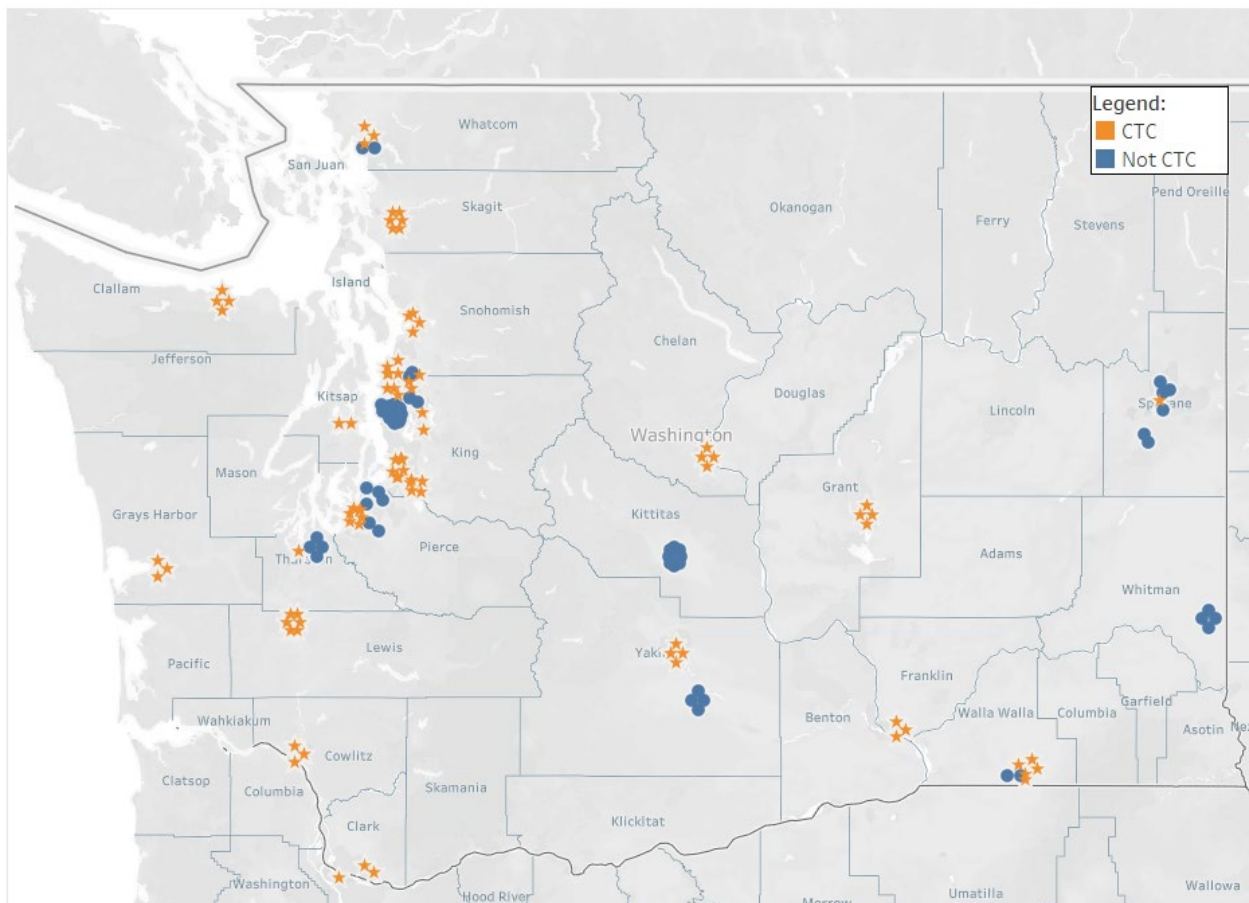 Legend:
CTC
Not CTC
Whatcom
San Juan
Skagit
Okanogan
Ferry
Stevens
Pend Oreille
Clallam
Island
Snohomish
Chelan
Jefferson
Douglas
Kitsap
Lincoln
Washington
King
Mason
Grant
Grays Harbor
Kittitas
Pierce
Adams
Whitman
Lewis
Pacific
Franklin
Garfield
Wahkiakum
Benton
Walla Walla
Columbia
Asotin
Cowlitz
Clatsop
Columbia
Skamania
Klickitat
Clark
Washington
Hood River
Umatilla
Wallowa